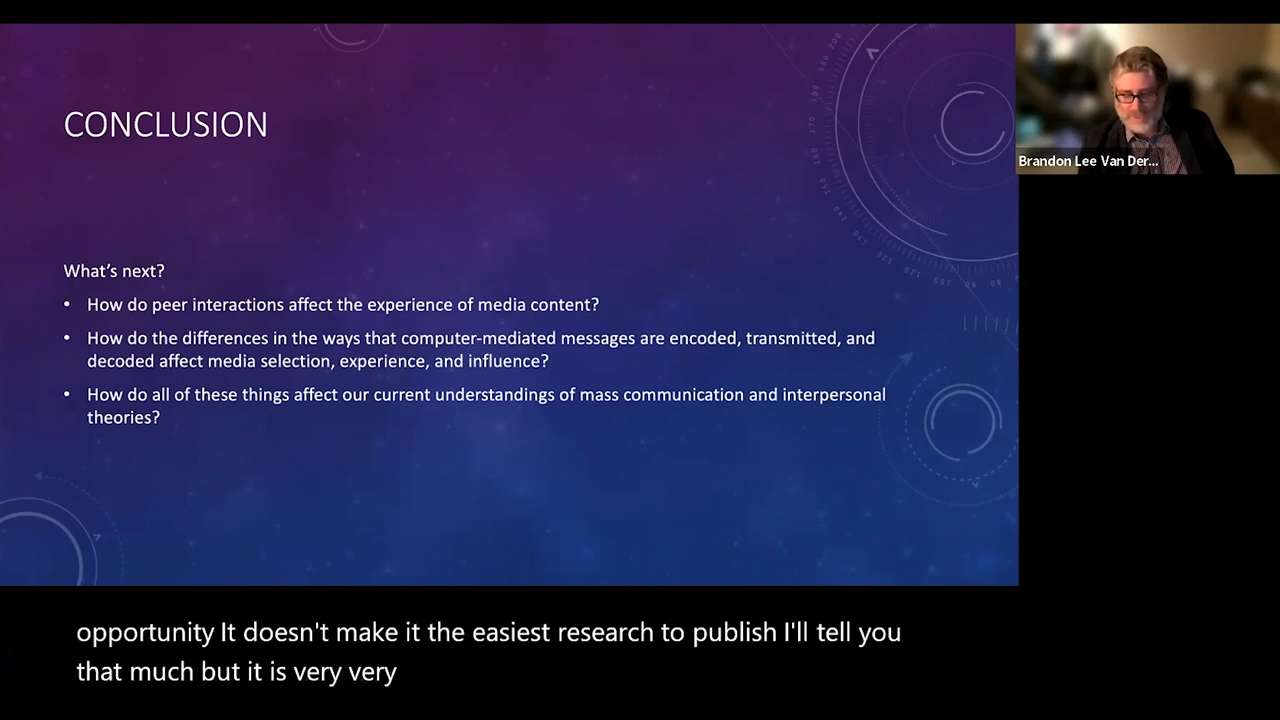 CONCLUSION
What's next?
• How do peer interactions affect the experience of media content?
• How do the differences in the ways that computer-mediated messages are encoded, transmitted, and
decoded affect media selection, experience, and influence?
• How do all of these things affect our current understandings of mass communication and interpersonal
theories?
Brandon Lee Van Der...
opportunity It doesn't make it the easiest research to publish I'll tell you
that much but it is very very